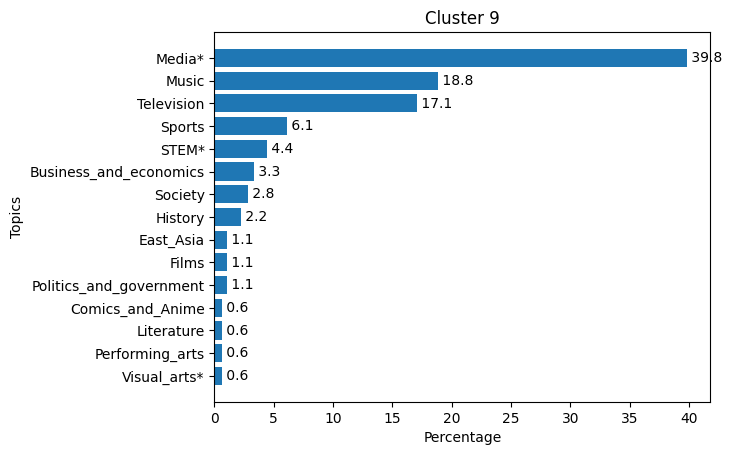 Cluster 9
Topics
Media* 39.8
Music 18.8
Television 17.1
Sports 6.1
STEM* 4.4
Business_and_economics 3.3
Society 2.8
History 2.2
East_Asia 1.1
Films 1.1
Politics_and_government 1.1
Comics_and_Anime 0.6
Literature 0.6
Performing_arts 0.6
Visual_arts* 0.6
0 5 10 15 20 25 30 35 40
Percentage